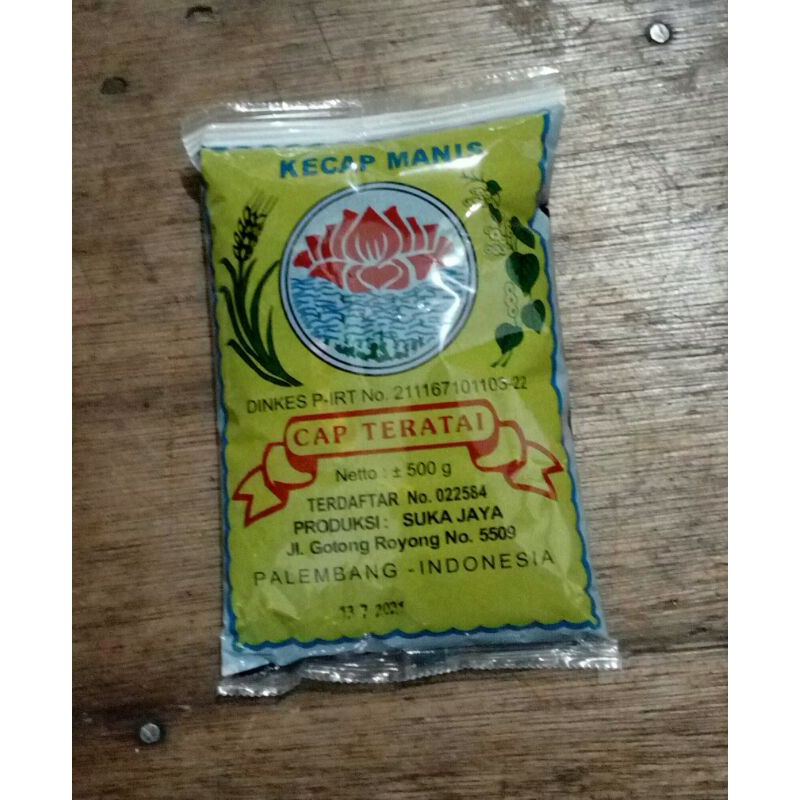 KECAP MANIS
DINKES P-IRT No. 211167101103-22
CAP TERATAI
Netto : ± 500 g
TERDAFTAR No. 022584
PRODUKSI : SUKA JAYA
Jl. Gotong Royong No. 5509
PALEMBANG - INDONESIA
13 7 2021